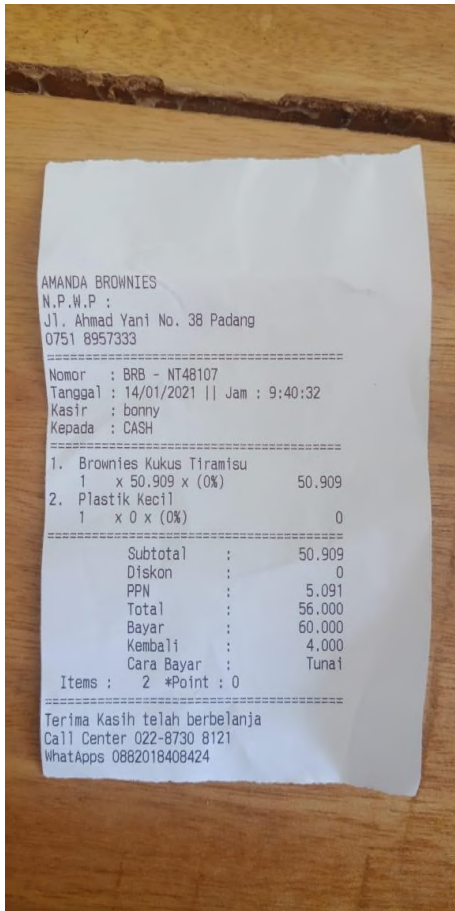 AMANDA BROWNIES
N.P.W.P :
Jl. Ahmad Yani No. 38 Padang
0751 8957333
======================================
Nomor : BRB - NT48107
Tanggal : 14/01/2021 || Jam : 9:40:32
Kasir : bonny
Kepada : CASH
======================================
1. Brownies Kukus Tiramisu
1 x 50.909 x (0%) 50.909
2. Plastik Kecil
1 x 0 x (0%) 0
======================================
Subtotal : 50.909
Diskon : 0
PPN : 5.091
Total : 56.000
Bayar : 60.000
Kembali : 4.000
Cara Bayar : Tunai
Items : 2 *Point : 0
======================================
Terima Kasih telah berbelanja
Call Center 022-8730 8121
WhatApps 0882018408424